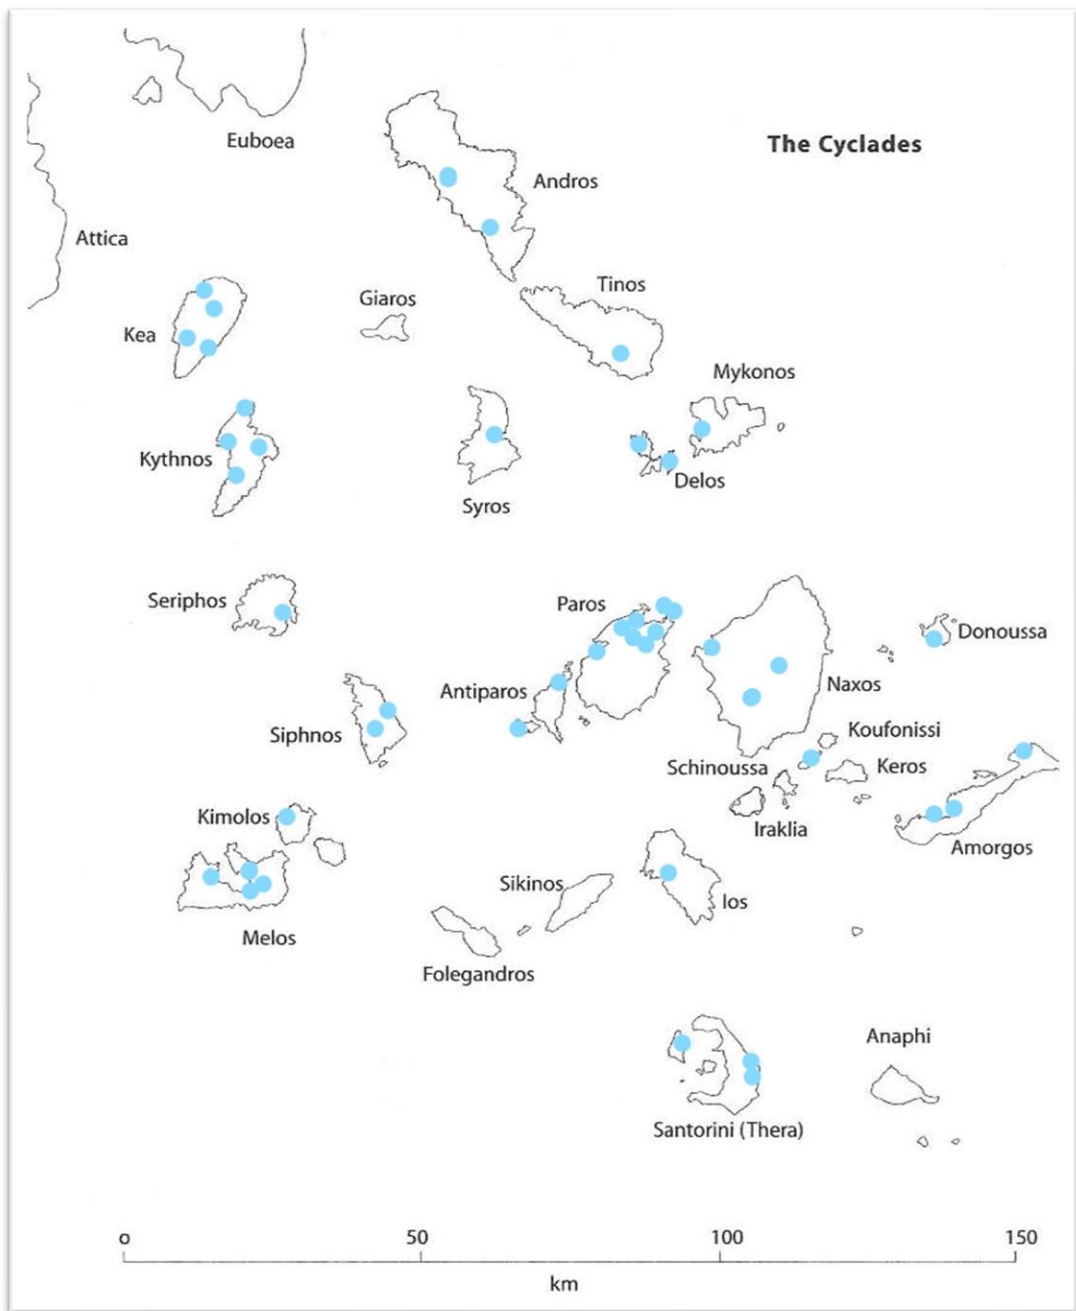 Euboea
The Cyclades
Andros
Attica
Tinos
Giaros
Kea
Mykonos
Kythnos
Delos
Syros
Seriphos
Paros
Donoussa
Antiparos
Naxos
Siphnos
Koufonissi
Schinoussa
Keros
Kimolos
Iraklia
Amorgos
Sikinos
Ios
Melos
Folegandros
Anaphi
Santorini (Thera)
0 50 100 150
km